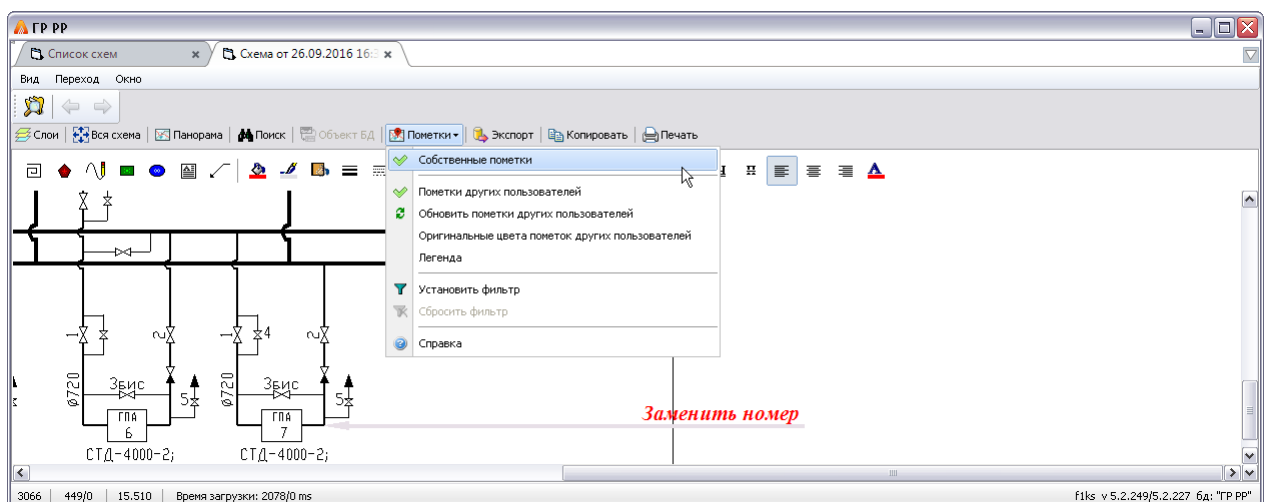 ГР РР
Список схем
Схема от 26.09.2016 16:3
Вид Переход Окно
Слои Вся схема Панорама Поиск Объект БД Пометки Экспорт Копировать Печать
Собственные пометки
Пометки других пользователей
Обновить пометки других пользователей
Оригинальные цвета пометок других пользователей
Легенда
Установить фильтр
Сбросить фильтр
Справка
1 2 1 4 2
ø720 3бис 5 ø720 3бис 5
ГПА
6
ГПА
7
СТД-4000-2; СТД-4000-2;
Заменить номер
3066 449/0 15.510 Время загрузки: 2078/0 ms f1ks v 5.2.249/5.2.227 бд: "ГР РР"